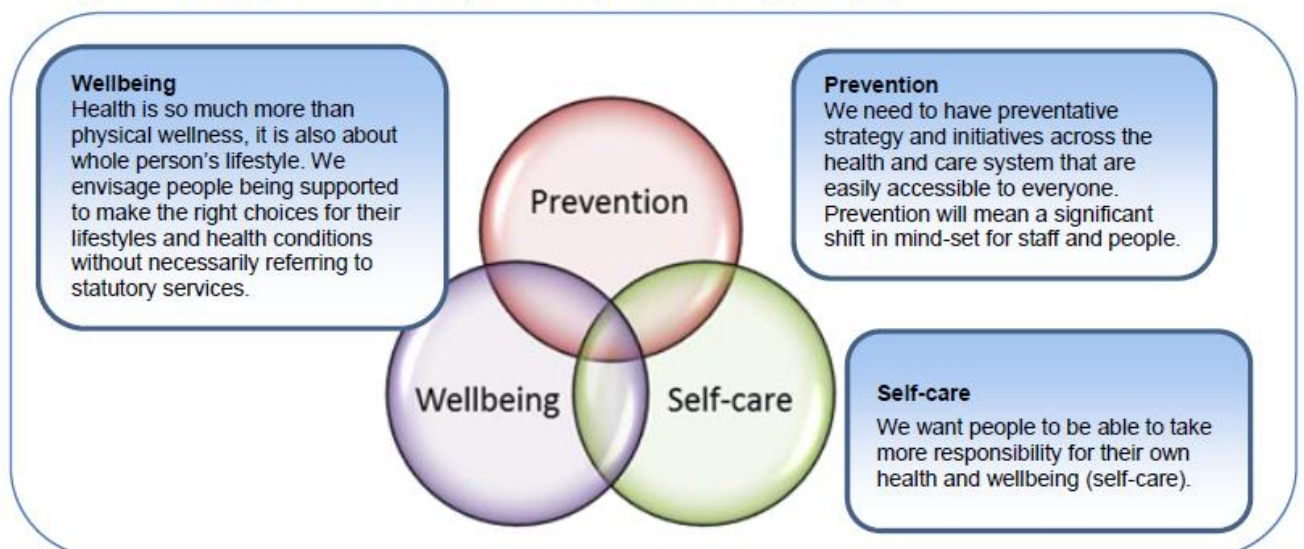 Wellbeing
Health is so much more than
physical wellness, it is also about
whole person's lifestyle. We
envisage people being supported
to make the right choices for their
lifestyles and health conditions
without necessarily referring to
statutory services.
Prevention
We need to have preventative
strategy and initiatives across the
health and care system that are
easily accessible to everyone.
Prevention will mean a significant
shift in mind-set for staff and people.
Prevention
Wellbeing
Self-care
Self-care
We want people to be able to take
more responsibility for their own
health and wellbeing (self-care).